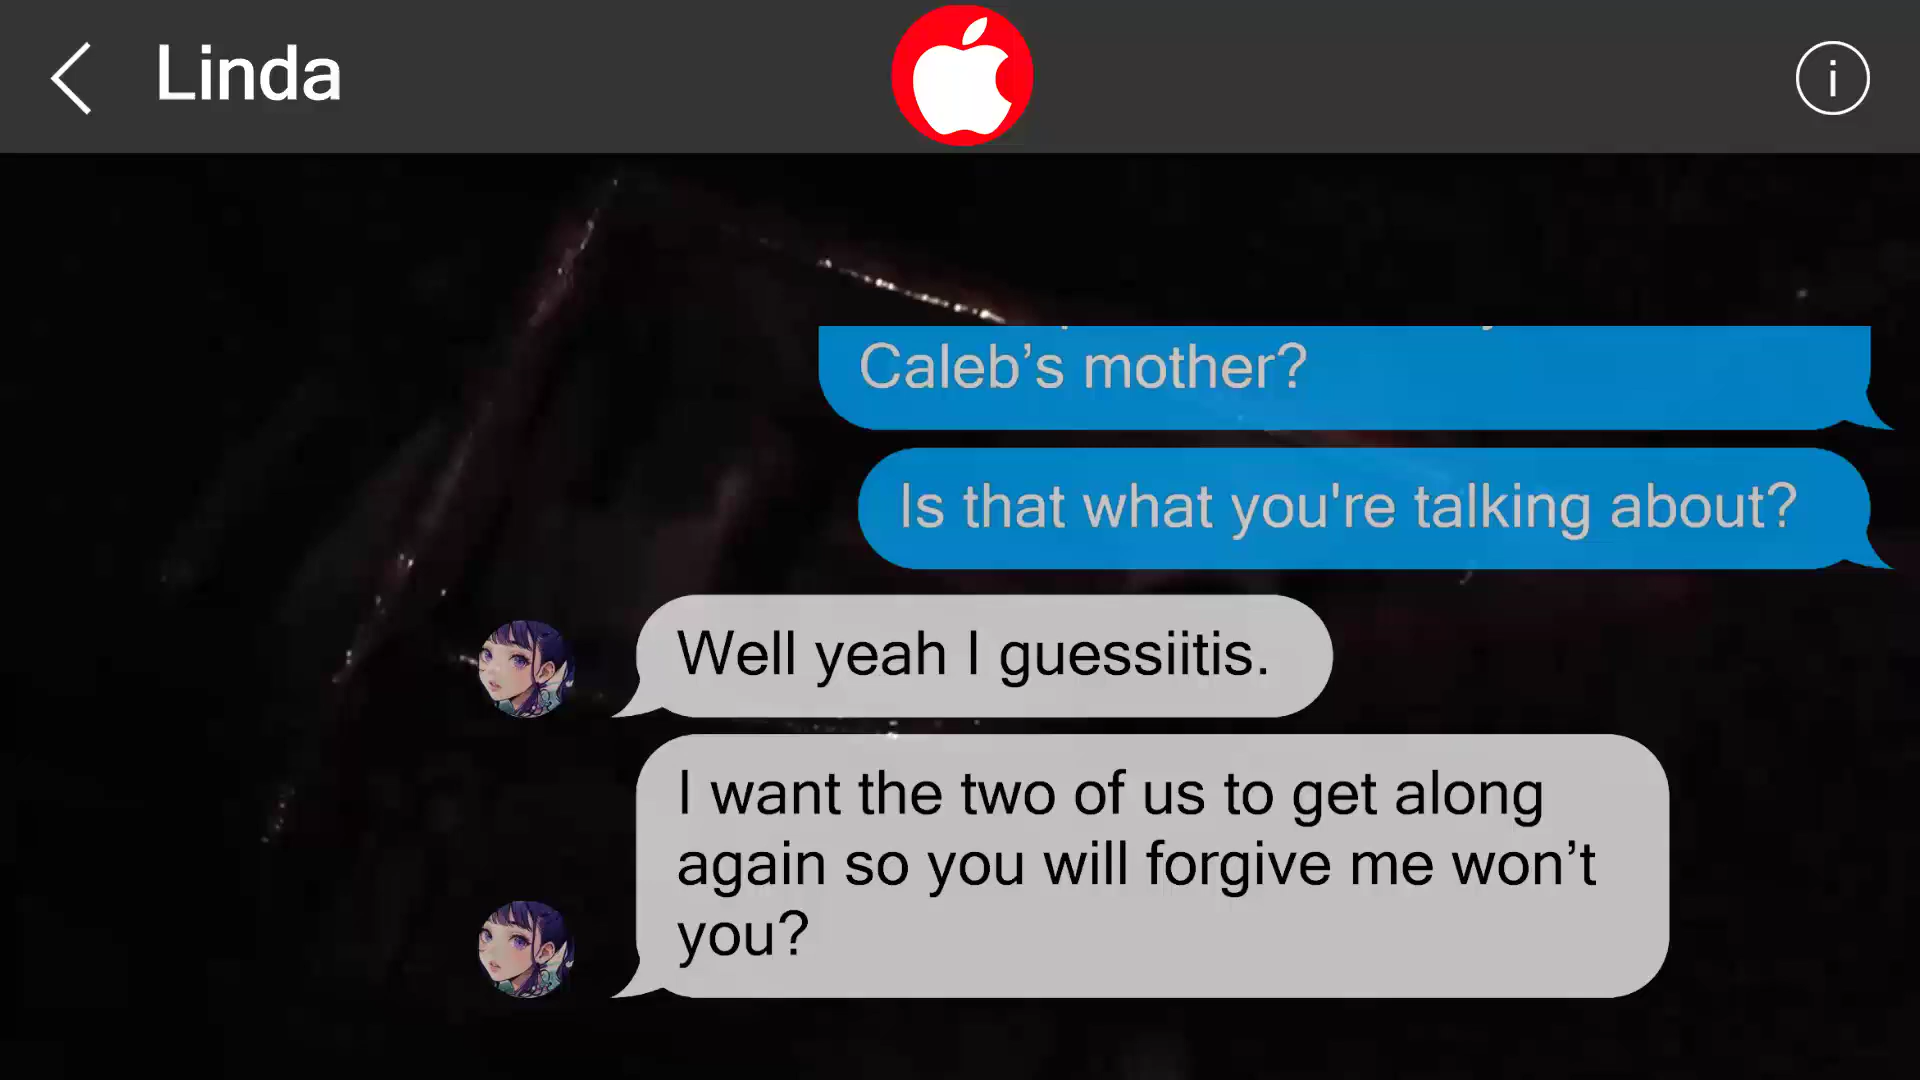 Linda
Caleb’s mother?
Is that what you're talking about?
Well yeah I guessiitis.
I want the two of us to get along
again so you will forgive me won’t
you?